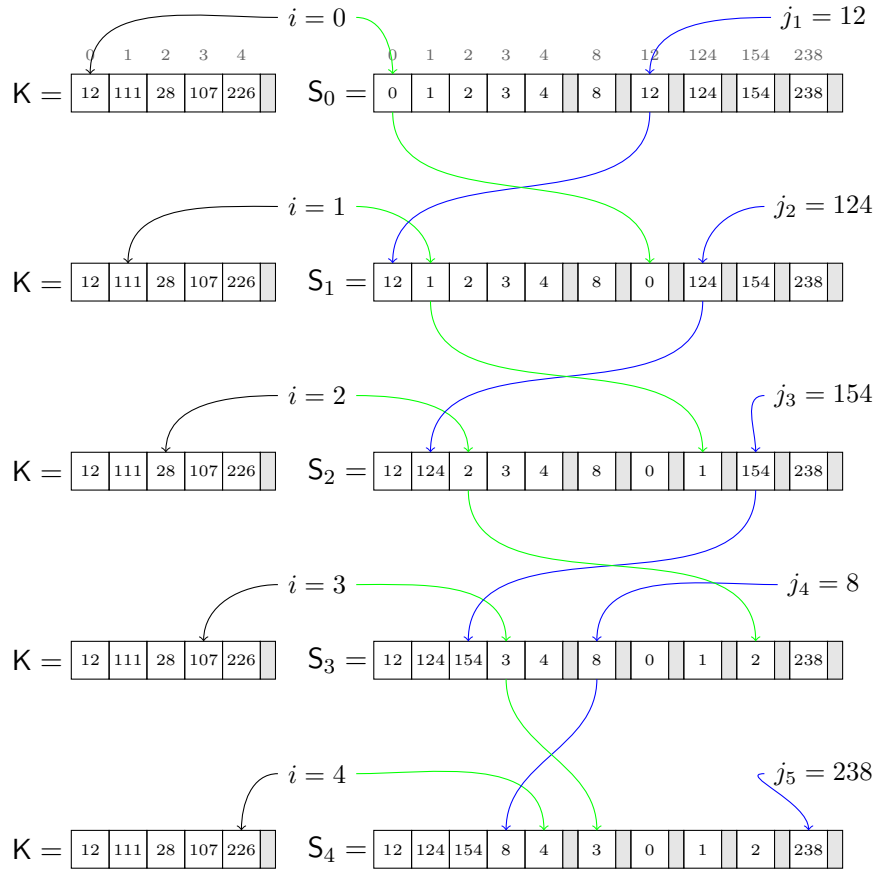 i = 0 j₁ = 12
0 1 2 3 4 0 1 2 3 4 8 12 124 154 238
K = 12 111 28 107 226 S₀ = 0 1 2 3 4 8 12 124 154 238
i = 1 j₂ = 124
K = 12 111 28 107 226 S₁ = 12 1 2 3 4 8 0 124 154 238
i = 2 j₃ = 154
K = 12 111 28 107 226 S₂ = 12 124 2 3 4 8 0 1 154 238
i = 3 j₄ = 8
K = 12 111 28 107 226 S₃ = 12 124 154 3 4 8 0 1 2 238
i = 4 j₅ = 238
K = 12 111 28 107 226 S₄ = 12 124 154 8 4 3 0 1 2 238